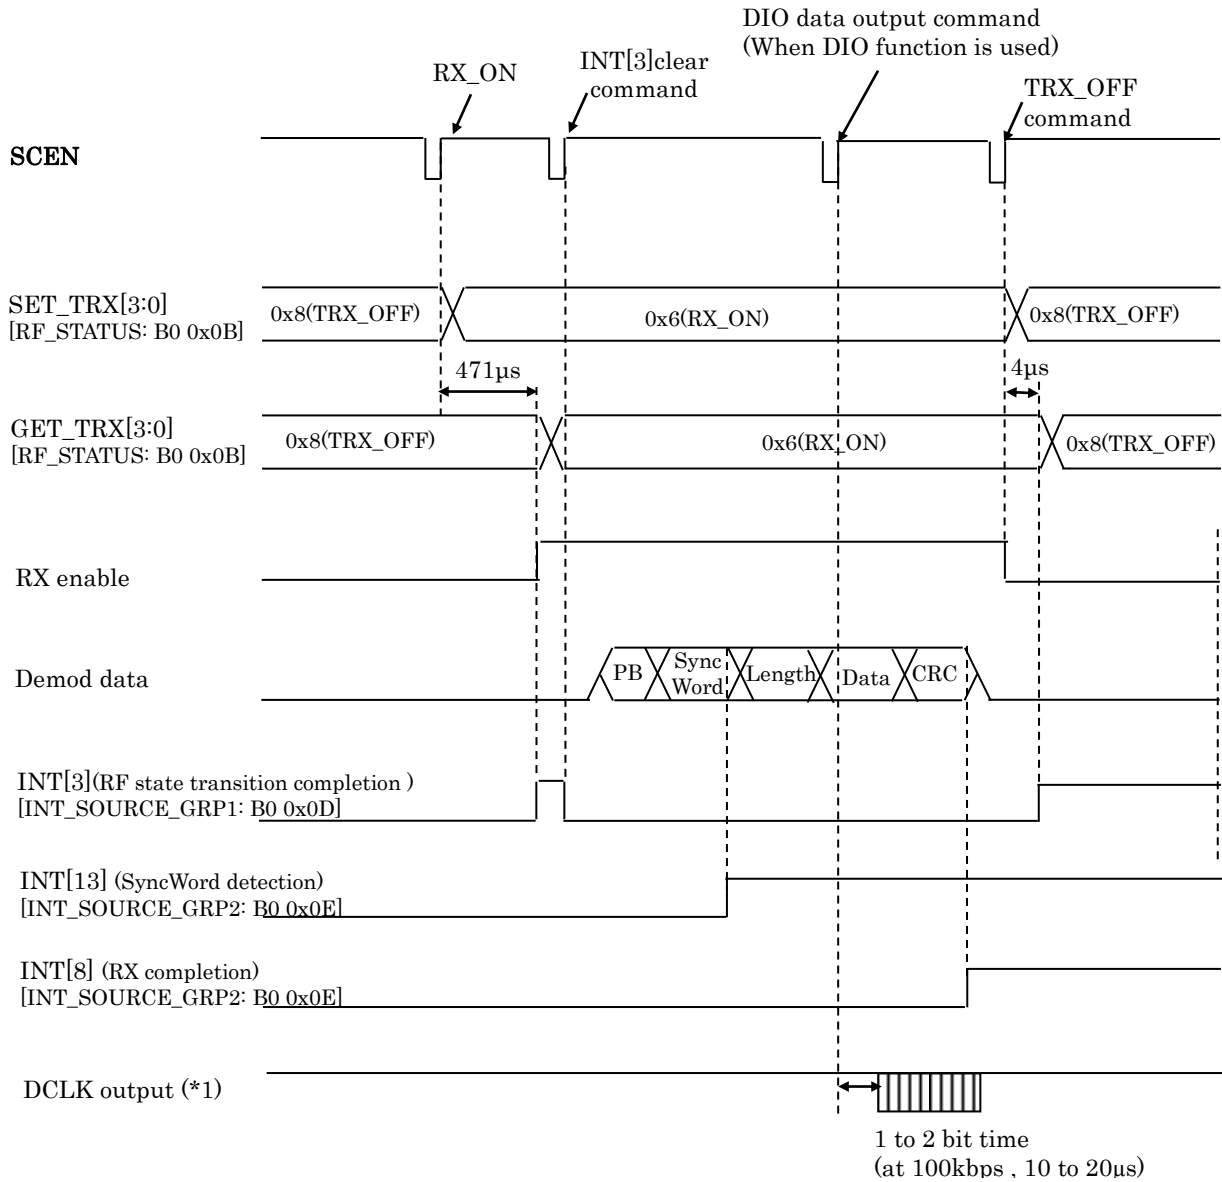 DIO data output command
(When DIO function is used)
RX_ON
INT[3]clear
command
TRX_OFF
command
SCEN
SET_TRX[3:0]
[RF_STATUS: B0 0x0B]
0x8(TRX_OFF)
0x6(RX_ON)
0x8(TRX_OFF)
471µs
4µs
GET_TRX[3:0]
[RF_STATUS: B0 0x0B]
0x8(TRX_OFF)
0x6(RX_ON)
0x8(TRX_OFF)
RX enable
Demod data
PB
Sync
Word
Length
Data
CRC
INT[3](RF state transition completion )
[INT_SOURCE_GRP1: B0 0x0D]
INT[13] (SyncWord detection)
[INT_SOURCE_GRP2: B0 0x0E]
INT[8] (RX completion)
[INT_SOURCE_GRP2: B0 0x0E]
DCLK output (*1)
1 to 2 bit time
(at 100kbps , 10 to 20µs)